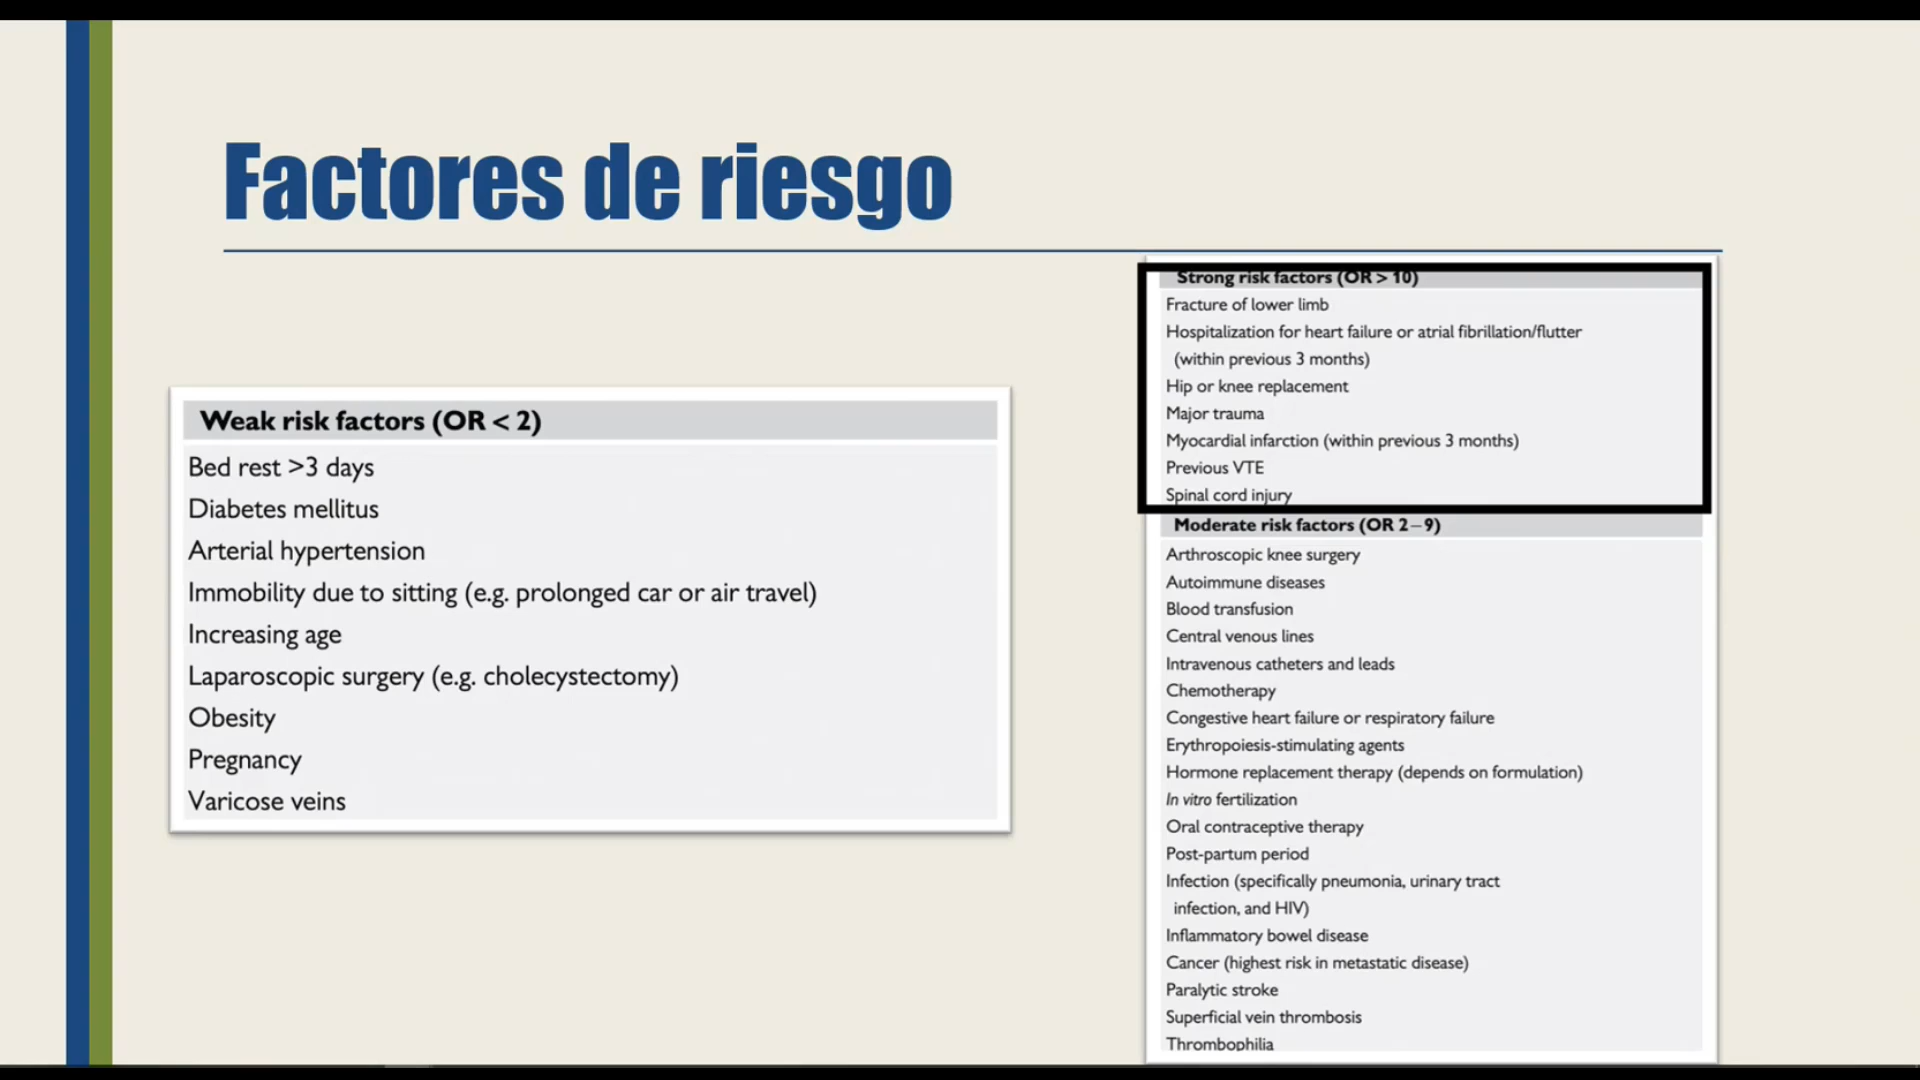 Factores de riesgo
Weak risk factors (OR < 2)
Bed rest >3 days
Diabetes mellitus
Arterial hypertension
Immobility due to sitting (e.g. prolonged car or air travel)
Increasing age
Laparoscopic surgery (e.g. cholecystectomy)
Obesity
Pregnancy
Varicose veins
Strong risk factors (OR > 10)
Fracture of lower limb
Hospitalization for heart failure or atrial fibrillation/flutter
(within previous 3 months)
Hip or knee replacement
Major trauma
Myocardial infarction (within previous 3 months)
Previous VTE
Spinal cord injury
Moderate risk factors (OR 2–9)
Arthroscopic knee surgery
Autoimmune diseases
Blood transfusion
Central venous lines
Intravenous catheters and leads
Chemotherapy
Congestive heart failure or respiratory failure
Erythropoiesis-stimulating agents
Hormone replacement therapy (depends on formulation)
In vitro fertilization
Oral contraceptive therapy
Post-partum period
Infection (specifically pneumonia, urinary tract
infection, and HIV)
Inflammatory bowel disease
Cancer (highest risk in metastatic disease)
Paralytic stroke
Superficial vein thrombosis
Thrombophilia